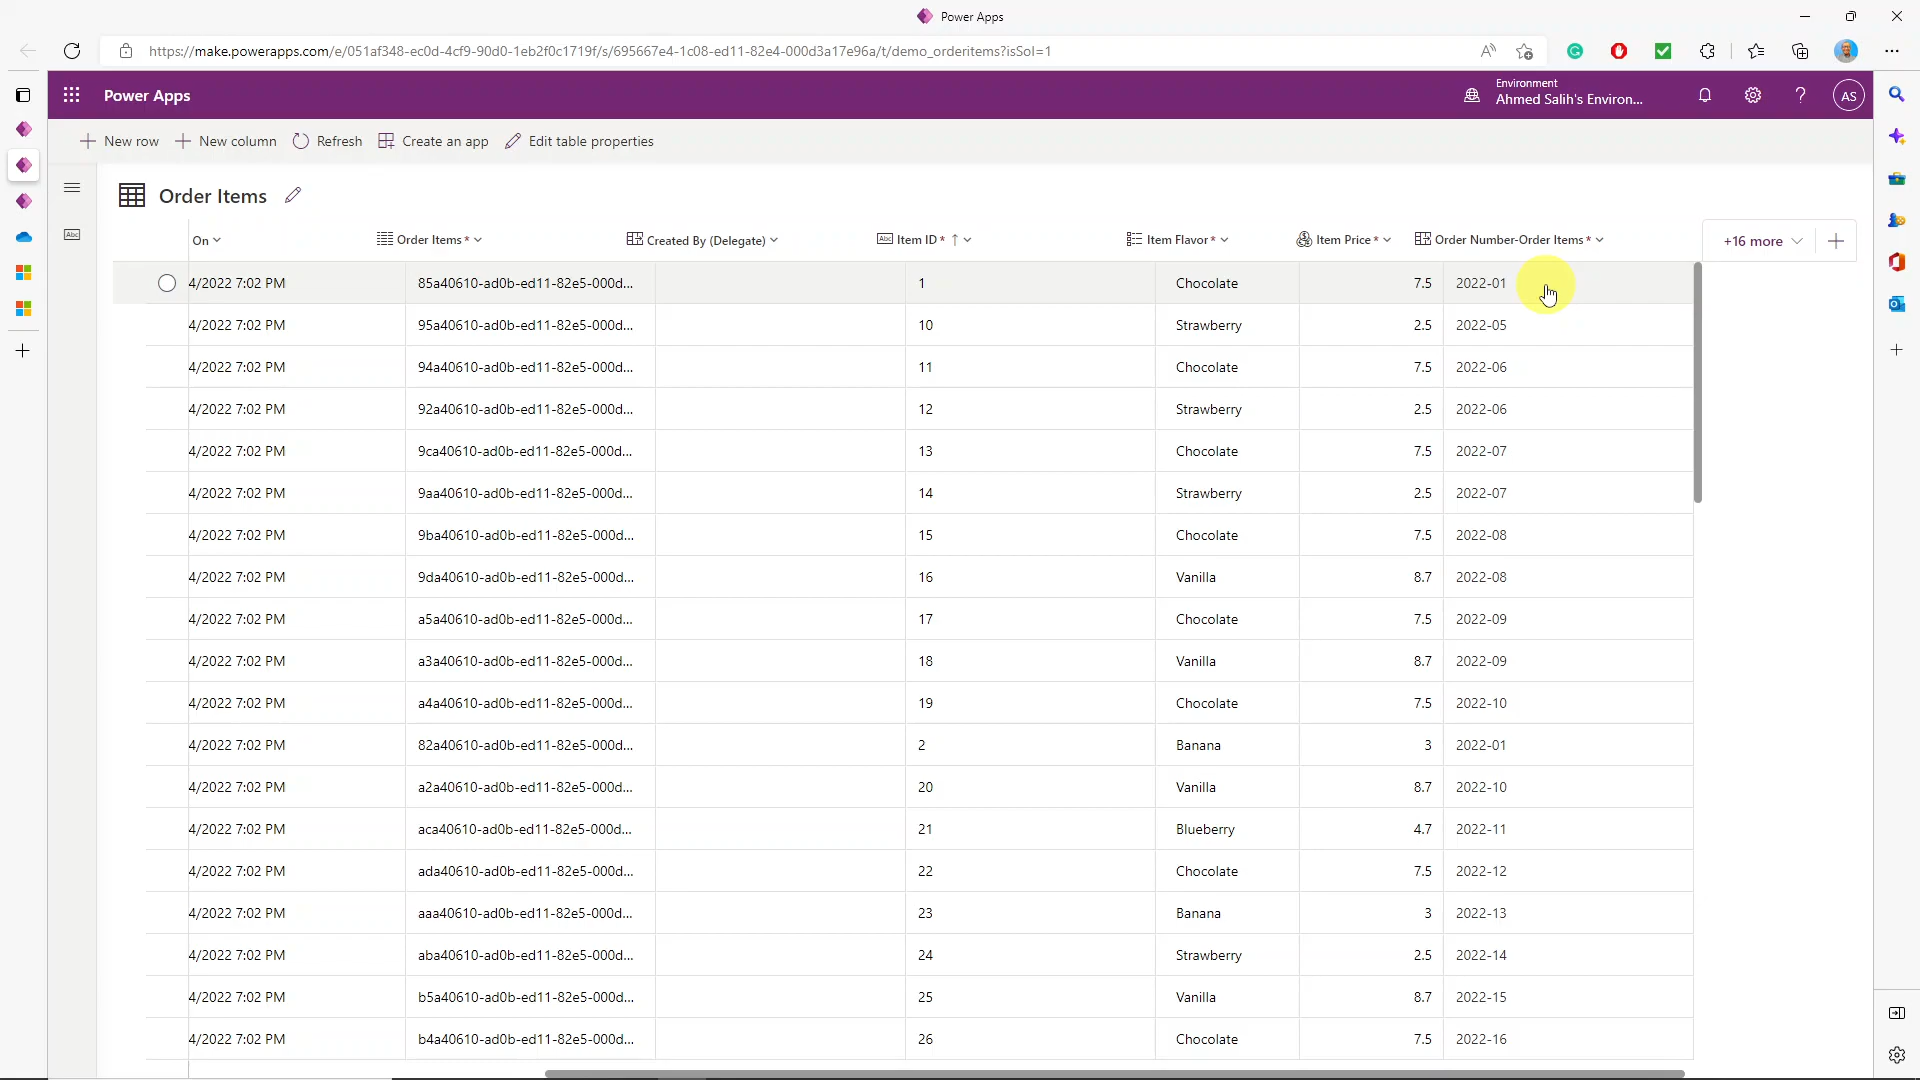 Power Apps
https://make.powerapps.com/e/051af348-ec0d-4cf9-90d0-1eb2f0c1719f/s/695667e4-1c08-ed11-82e4-000d3a17e96a/t/demo_orderitems?isSol=1
Power Apps
Environment
Ahmed Salih's Environ...
AS
New row New column Refresh Create an app Edit table properties
Order Items
Abc
On Order Items * Created By (Delegate) Abc Item ID * Item Flavor * Item Price * Order Number-Order Items * +16 more
4/2022 7:02 PM 85a40610-ad0b-ed11-82e5-000d... 1 Chocolate 7.5 2022-01
4/2022 7:02 PM 95a40610-ad0b-ed11-82e5-000d... 10 Strawberry 2.5 2022-05
4/2022 7:02 PM 94a40610-ad0b-ed11-82e5-000d... 11 Chocolate 7.5 2022-06
4/2022 7:02 PM 92a40610-ad0b-ed11-82e5-000d... 12 Strawberry 2.5 2022-06
4/2022 7:02 PM 9ca40610-ad0b-ed11-82e5-000d... 13 Chocolate 7.5 2022-07
4/2022 7:02 PM 9aa40610-ad0b-ed11-82e5-000d... 14 Strawberry 2.5 2022-07
4/2022 7:02 PM 9ba40610-ad0b-ed11-82e5-000d... 15 Chocolate 7.5 2022-08
4/2022 7:02 PM 9da40610-ad0b-ed11-82e5-000d... 16 Vanilla 8.7 2022-08
4/2022 7:02 PM a5a40610-ad0b-ed11-82e5-000d... 17 Chocolate 7.5 2022-09
4/2022 7:02 PM a3a40610-ad0b-ed11-82e5-000d... 18 Vanilla 8.7 2022-09
4/2022 7:02 PM a4a40610-ad0b-ed11-82e5-000d... 19 Chocolate 7.5 2022-10
4/2022 7:02 PM 82a40610-ad0b-ed11-82e5-000d... 2 Banana 3 2022-01
4/2022 7:02 PM a2a40610-ad0b-ed11-82e5-000d... 20 Vanilla 8.7 2022-10
4/2022 7:02 PM aca40610-ad0b-ed11-82e5-000d... 21 Blueberry 4.7 2022-11
4/2022 7:02 PM ada40610-ad0b-ed11-82e5-000d... 22 Chocolate 7.5 2022-12
4/2022 7:02 PM aaa40610-ad0b-ed11-82e5-000d... 23 Banana 3 2022-13
4/2022 7:02 PM aba40610-ad0b-ed11-82e5-000d... 24 Strawberry 2.5 2022-14
4/2022 7:02 PM b5a40610-ad0b-ed11-82e5-000d... 25 Vanilla 8.7 2022-15
4/2022 7:02 PM b4a40610-ad0b-ed11-82e5-000d... 26 Chocolate 7.5 2022-16